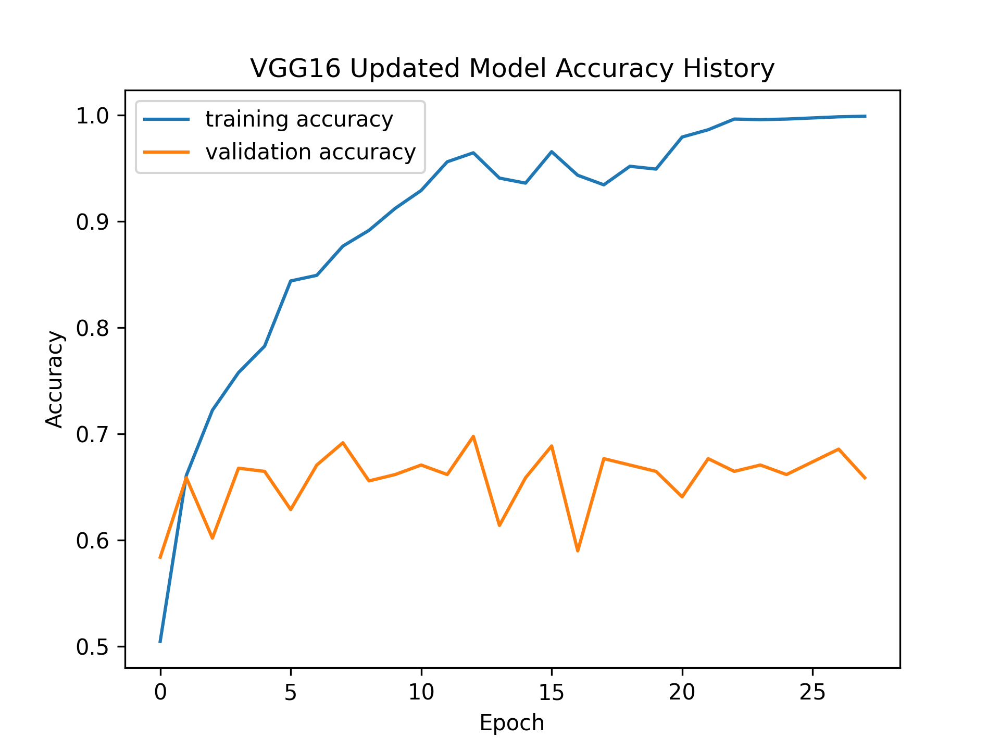 VGG16 Updated Model Accuracy History
training accuracy
validation accuracy
1.0
0.9
0.8
0.7
0.6
0.5
Accuracy
0 5 10 15 20 25
Epoch